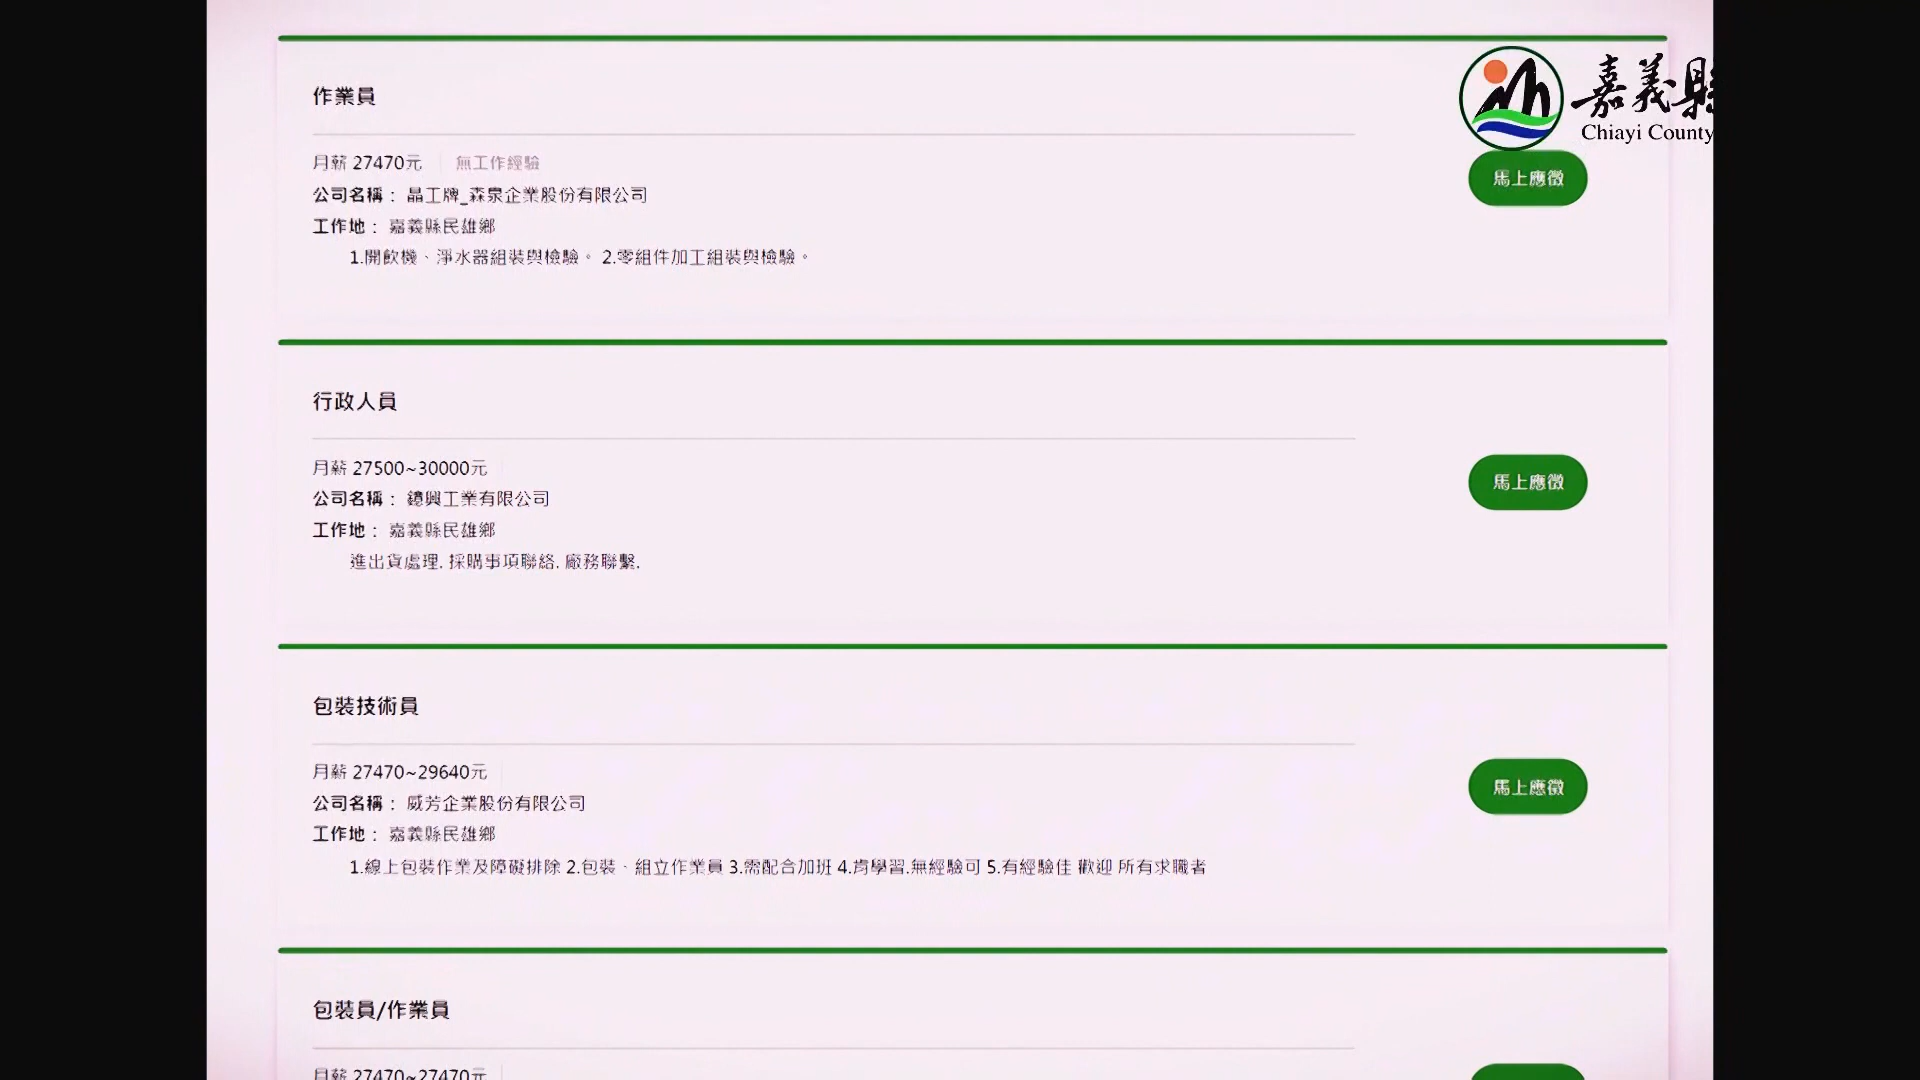 嘉義縣
Chiayi County
作業員
月薪 27470元 無工作經驗
公司名稱： 晶工牌_森泉企業股份有限公司
工作地： 嘉義縣民雄鄉
1.開飲機、淨水器組裝與檢驗。 2.零組件加工組裝與檢驗。
馬上應徵
行政人員
月薪 27500~30000元
公司名稱： 鐿興工業有限公司
工作地： 嘉義縣民雄鄉
進出貨處理. 採購事項聯絡. 廠務聯繫.
馬上應徵
包裝技術員
月薪 27470~29640元
公司名稱： 威芳企業股份有限公司
工作地： 嘉義縣民雄鄉
1.線上包裝作業及障礙排除 2.包裝、組立作業員 3.需配合加班 4.肯學習.無經驗可 5.有經驗佳 歡迎 所有求職者
馬上應徵
包裝員/作業員
月薪 27470~27470元